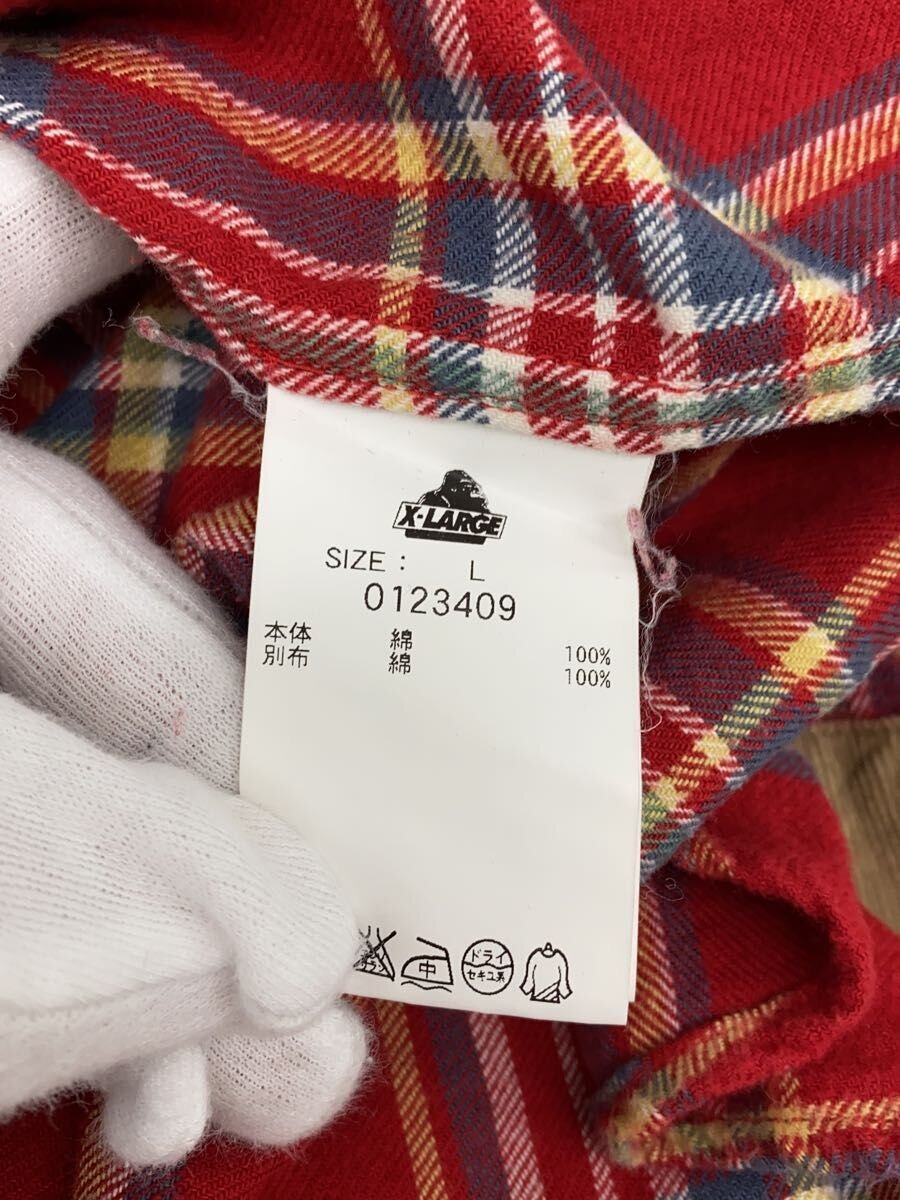 X-LARGE
SIZE : L
0123409
本体 綿 100%
別布 綿 100%
中
ドライ
セキユ系